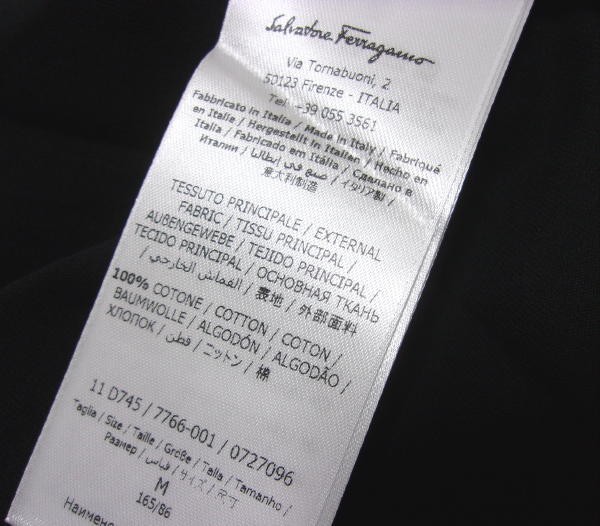 Salvatore Ferragamo
Via Tornabuoni, 2
50123 Firenze - ITALIA
Tel +39 055 3561
Fabbricato in Italia / Made in Italy / Fabriqué
en Italie / Hergestellt in Italien / Hecho en
Italia / Fabricado em Itália / Сделано в
Италии / صنع في إيطاليا / イタリア製 /
意大利制造
TESSUTO PRINCIPALE / EXTERNAL
FABRIC / TISSU PRINCIPAL /
AUßENGEWEBE / TEJIDO PRINCIPAL /
TECIDO PRINCIPAL / ОСНОВНАЯ ТКАНЬ
/ القماش الخارجي / 表地 / 外部面料
100% COTONE / COTTON / COTON /
BAUMWOLLE / ALGODÓN / ALGODÃO /
ХЛОПОК / قطن / ニットン / 棉
11 D745 / 7766-001 / 0727096
Taglia / Size / Taille / Größe / Talla / Tamanho /
Размер / قياس / サイズ / 尺寸
M
165/86
Наимено